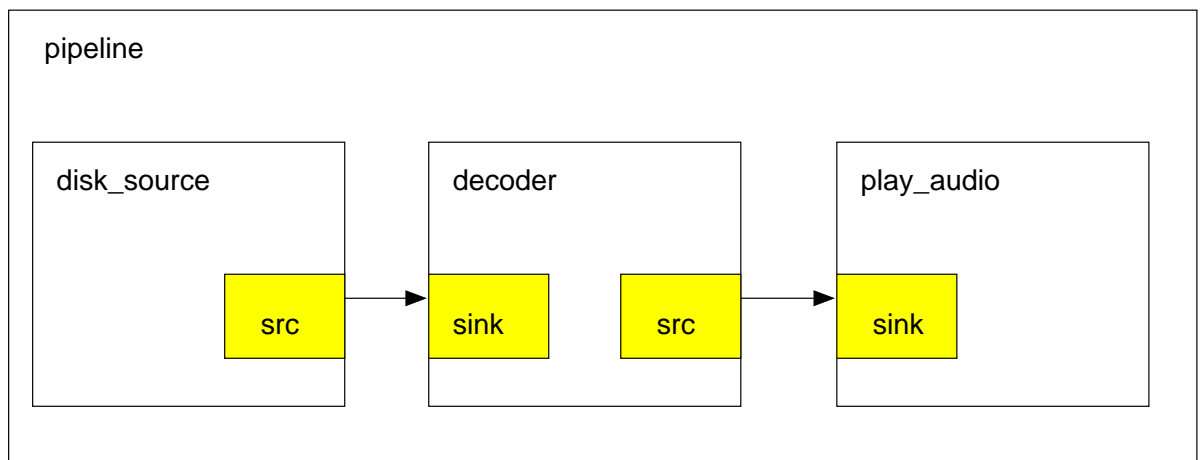 pipeline
disk_source
decoder
play_audio
src
sink
src
sink